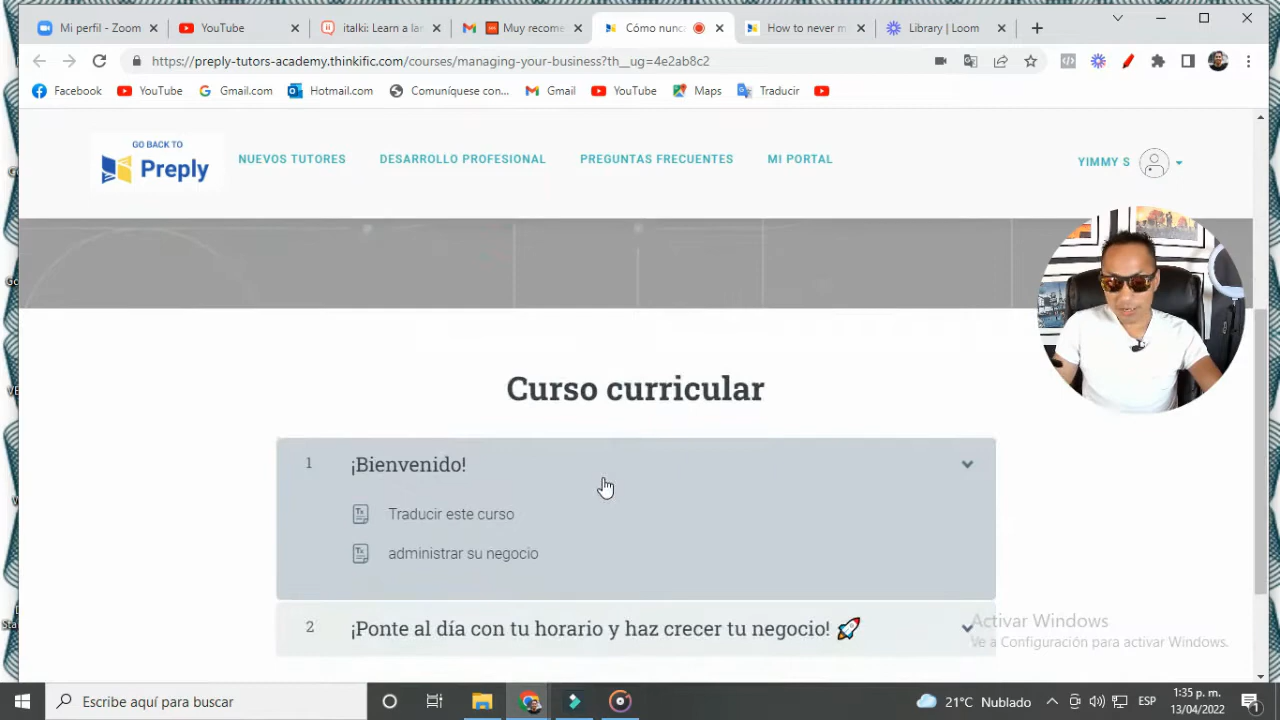 Mi perfil - Zoom
YouTube
italki: Learn a lan
Muy recome
Cómo nunc
How to never m
Library | Loom
https://preply-tutors-academy.thinkific.com/courses/managing-your-business?th__ug=4e2ab8c2
Facebook
YouTube
Gmail.com
Hotmail.com
Comuníquese con...
Gmail
YouTube
Maps
Traducir
GO BACK TO
Preply
NUEVOS TUTORES
DESARROLLO PROFESIONAL
PREGUNTAS FRECUENTES
MI PORTAL
YIMMY S
Curso curricular
1 ¡Bienvenido!
Traducir este curso
administrar su negocio
2 ¡Ponte al día con tu horario y haz crecer tu negocio! 🚀
Activar Windows
Ve a Configuración para activar Windows.
Escribe aquí para buscar
21°C Nublado
ESP
1:35 p. m.
13/04/2022
1